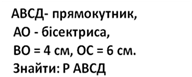 АВСД- прямокутник,
АО - бісектриса,
ВО = 4 см, ОС = 6 см.
Знайти: Р АВСД